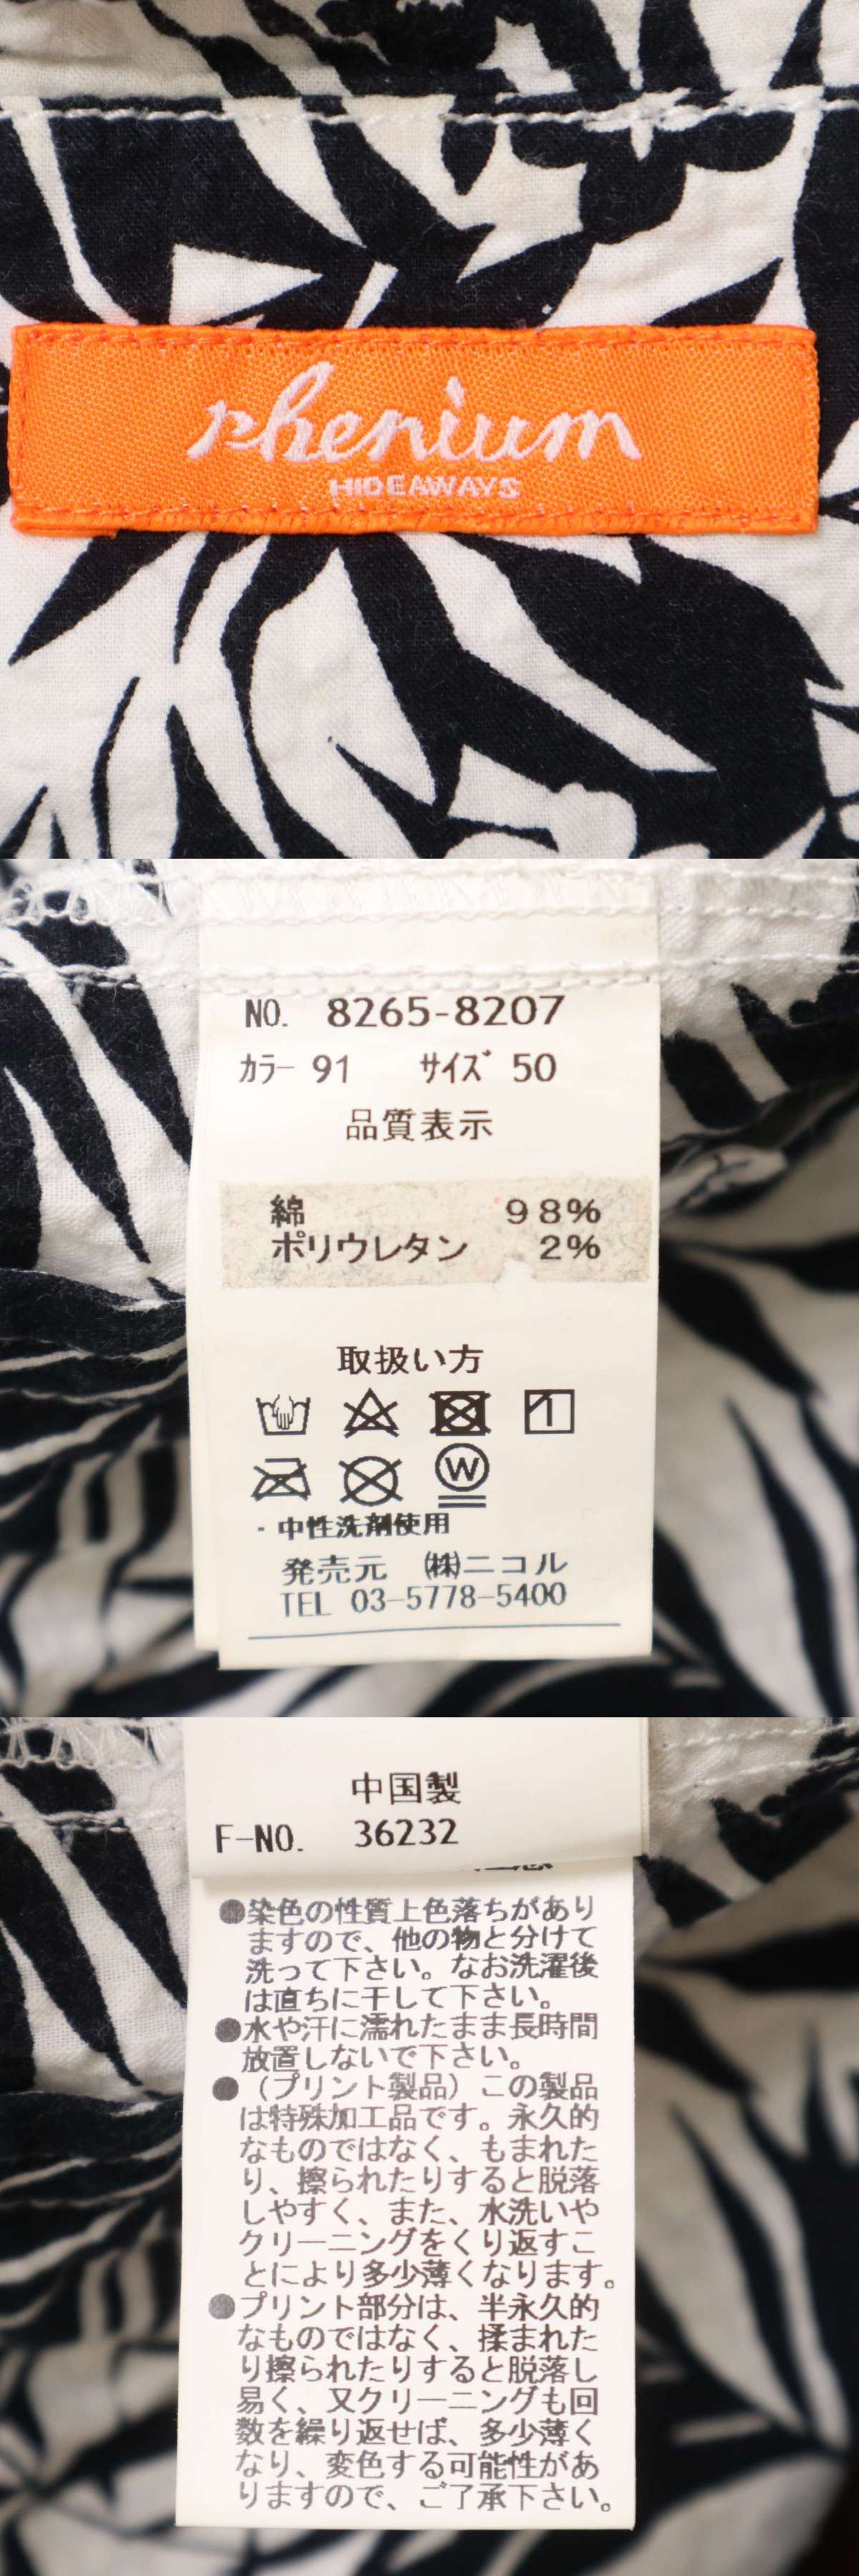 rhenium
HIDEAWAYS
NO. 8265-8207
カラー 91 サイズ 50
品質表示
綿 98%
ポリウレタン 2%
取扱い方
W
・中性洗剤使用
発売元 ㈱ニコル
TEL 03-5778-5400
中国製
F-NO. 36232
●染色の性質上色落ちがあり
ますので、他の物と分けて
洗って下さい。なお洗濯後
は直ちに干して下さい。
●水や汗に濡れたまま長時間
放置しないで下さい。
●(プリント製品)この製品
は特殊加工品です。永久的
なものではなく、もまれた
り、擦られたりすると脱落
しやすく、また、水洗いや
クリーニングをくり返すこ
とにより多少薄くなります。
●プリント部分は、半永久的
なものではなく、揉まれた
り擦られたりすると脱落し
易く、又クリーニングも回
数を繰り返せば、多少薄く
なり、変色する可能性があ
りますので、ご了承下さい。